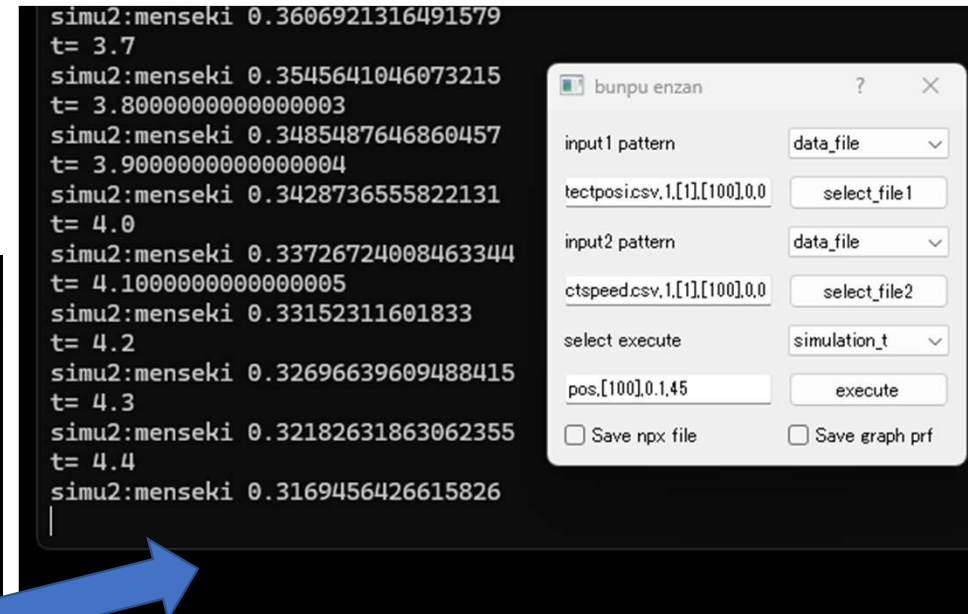 simu2:menseki 0.3606921316491579
t= 3.7
simu2:menseki 0.3545641046073215
t= 3.8000000000000003
simu2:menseki 0.3485487646860457
t= 3.9000000000000004
simu2:menseki 0.3428736555822131
t= 4.0
simu2:menseki 0.33726724008463344
t= 4.1000000000000005
simu2:menseki 0.33152311601833
t= 4.2
simu2:menseki 0.32696639609488415
t= 4.3
simu2:menseki 0.32182631863062355
t= 4.4
simu2:menseki 0.3169456426615826
bunpu enzan ?
input1 pattern data_file
tectposi.csv,1,[1],[100],0,0 select_file1
input2 pattern data_file
ctspeed.csv,1,[1],[100],0,0 select_file2
select execute simulation_t
pos,[100],0.1,45 execute
Save npx file Save graph prf